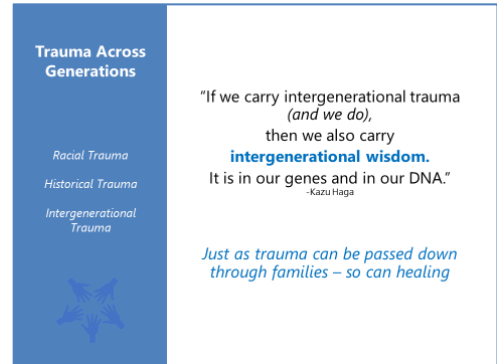 Trauma Across
Generations
Racial Trauma
Historical Trauma
Intergenerational
Trauma
"If we carry intergenerational trauma
(and we do),
then we also carry
intergenerational wisdom.
It is in our genes and in our DNA."
-Kazu Haga
Just as trauma can be passed down
through families – so can healing